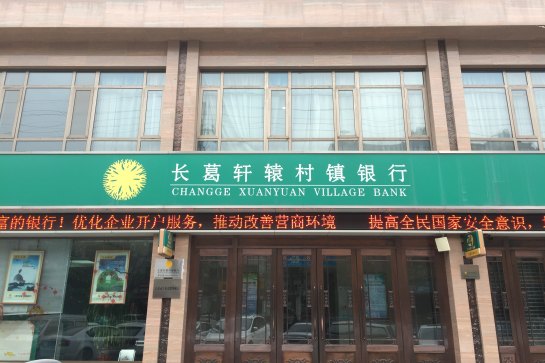 长葛轩辕村镇银行
CHANGGE XUANYUAN VILLAGE BANK
富的银行！优化企业开户服务，推动改善营商环境 提高全民国家安全意识，